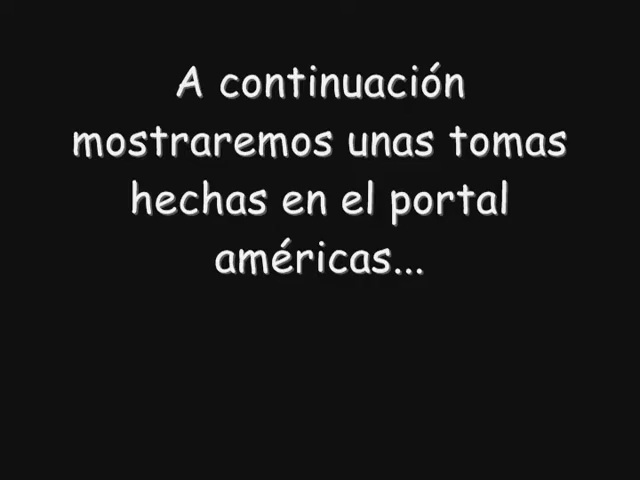 A continuación
mostraremos unas tomas
hechas en el portal
américas...